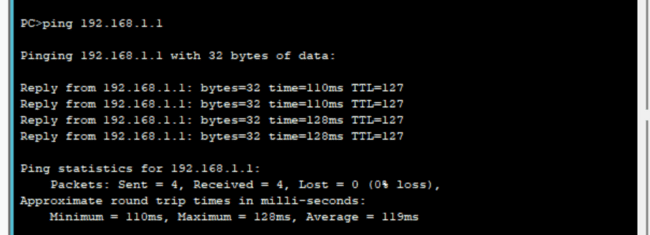 PC>ping 192.168.1.1
Pinging 192.168.1.1 with 32 bytes of data:
Reply from 192.168.1.1: bytes=32 time=110ms TTL=127
Reply from 192.168.1.1: bytes=32 time=110ms TTL=127
Reply from 192.168.1.1: bytes=32 time=128ms TTL=127
Reply from 192.168.1.1: bytes=32 time=128ms TTL=127
Ping statistics for 192.168.1.1:
Packets: Sent = 4, Received = 4, Lost = 0 (0% loss),
Approximate round trip times in milli-seconds:
Minimum = 110ms, Maximum = 128ms, Average = 119ms